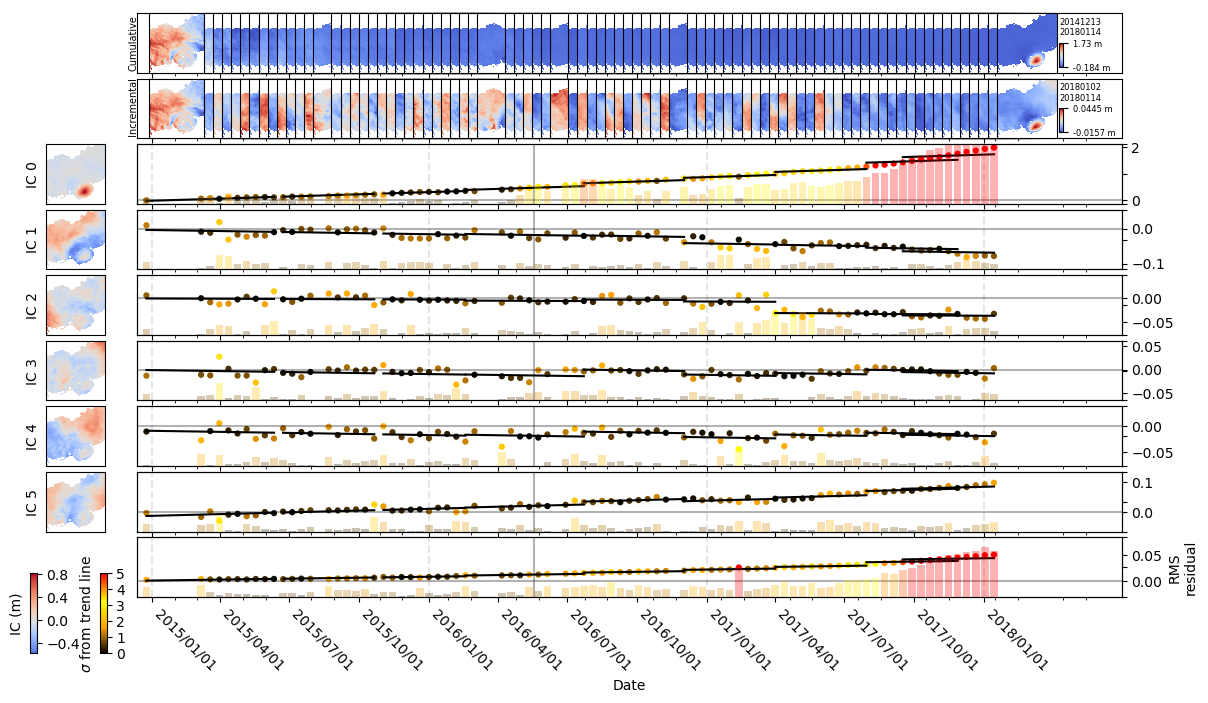 Cumulative
20141213
20180114
1.73 m
-0.184 m
Incremental
20180102
20180114
0.0445 m
-0.0157 m
IC 0
2
0
IC 1
0.0
−0.1
IC 2
0.00
−0.05
IC 3
0.05
0.00
−0.05
IC 4
0.00
−0.05
IC 5
0.1
0.0
0.05
0.00
RMS
residual
IC (m)
0.8
0.4
0.0
−0.4
σ from trend line
5
4
3
2
1
0
2015/01/01
2015/04/01
2015/07/01
2015/10/01
2016/01/01
2016/04/01
2016/07/01
2016/10/01
2017/01/01
2017/04/01
2017/07/01
2017/10/01
2018/01/01
Date